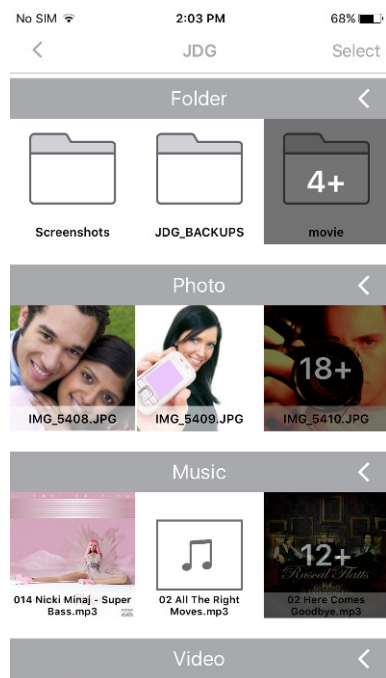 No SIM 2:03 PM 68%
JDG Select
Folder
4+
Screenshots JDG_BACKUPS movie
Photo
18+
IMG_5408.JPG IMG_5409.JPG IMG_5410.JPG
Music
12+
Rascal Flatts
014 Nicki Minaj - Super 02 All The Right 02 Here Comes
Bass.mp3 Moves.mp3 Goodbye.mp3
Video